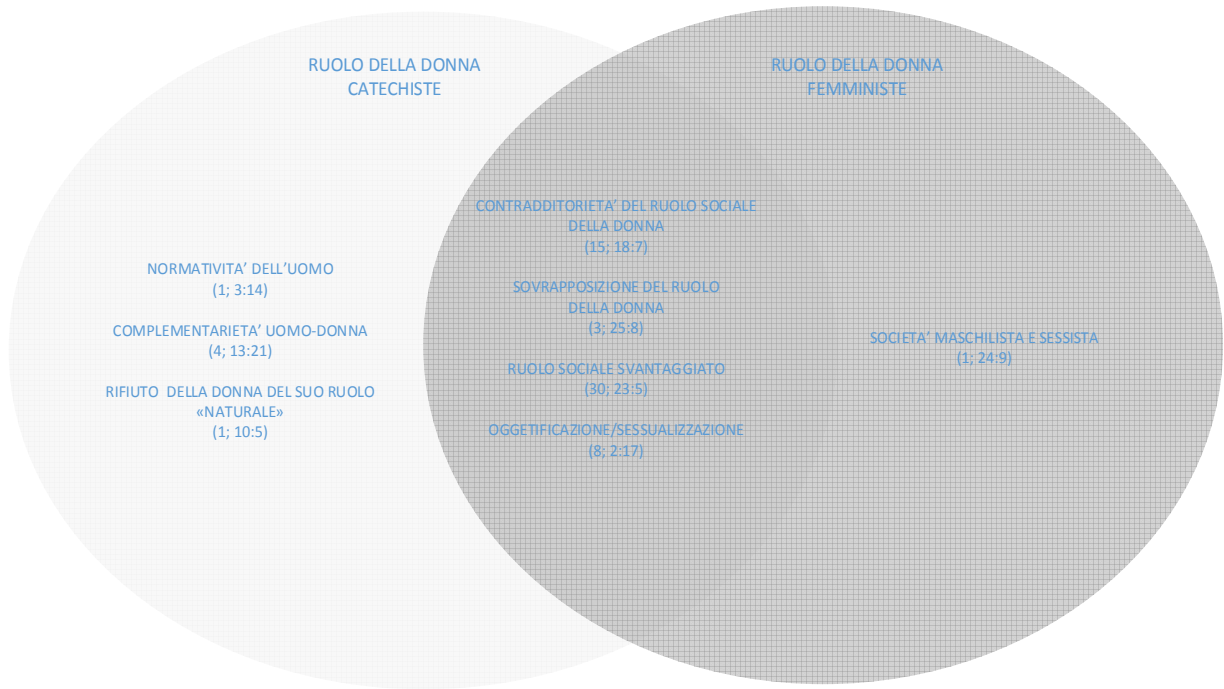 RUOLO DELLA DONNA
CATECHISTE
NORMATIVITA’ DELL’UOMO
(1; 3:14)
COMPLEMENTARIETA’ UOMO-DONNA
(4; 13:21)
RIFIUTO DELLA DONNA DEL SUO RUOLO
«NATURALE»
(1; 10:5)
CONTRADDITORIETA’ DEL RUOLO SOCIALE
DELLA DONNA
(15; 18:7)
SOVRAPPOSIZIONE DEL RUOLO
DELLA DONNA
(3; 25:8)
RUOLO SOCIALE SVANTAGGIATO
(30; 23:5)
OGGETIFICAZIONE/SESSUALIZZAZIONE
(8; 2:17)
RUOLO DELLA DONNA
FEMMINISTE
SOCIETA’ MASCHILISTA E SESSISTA
(1; 24:9)